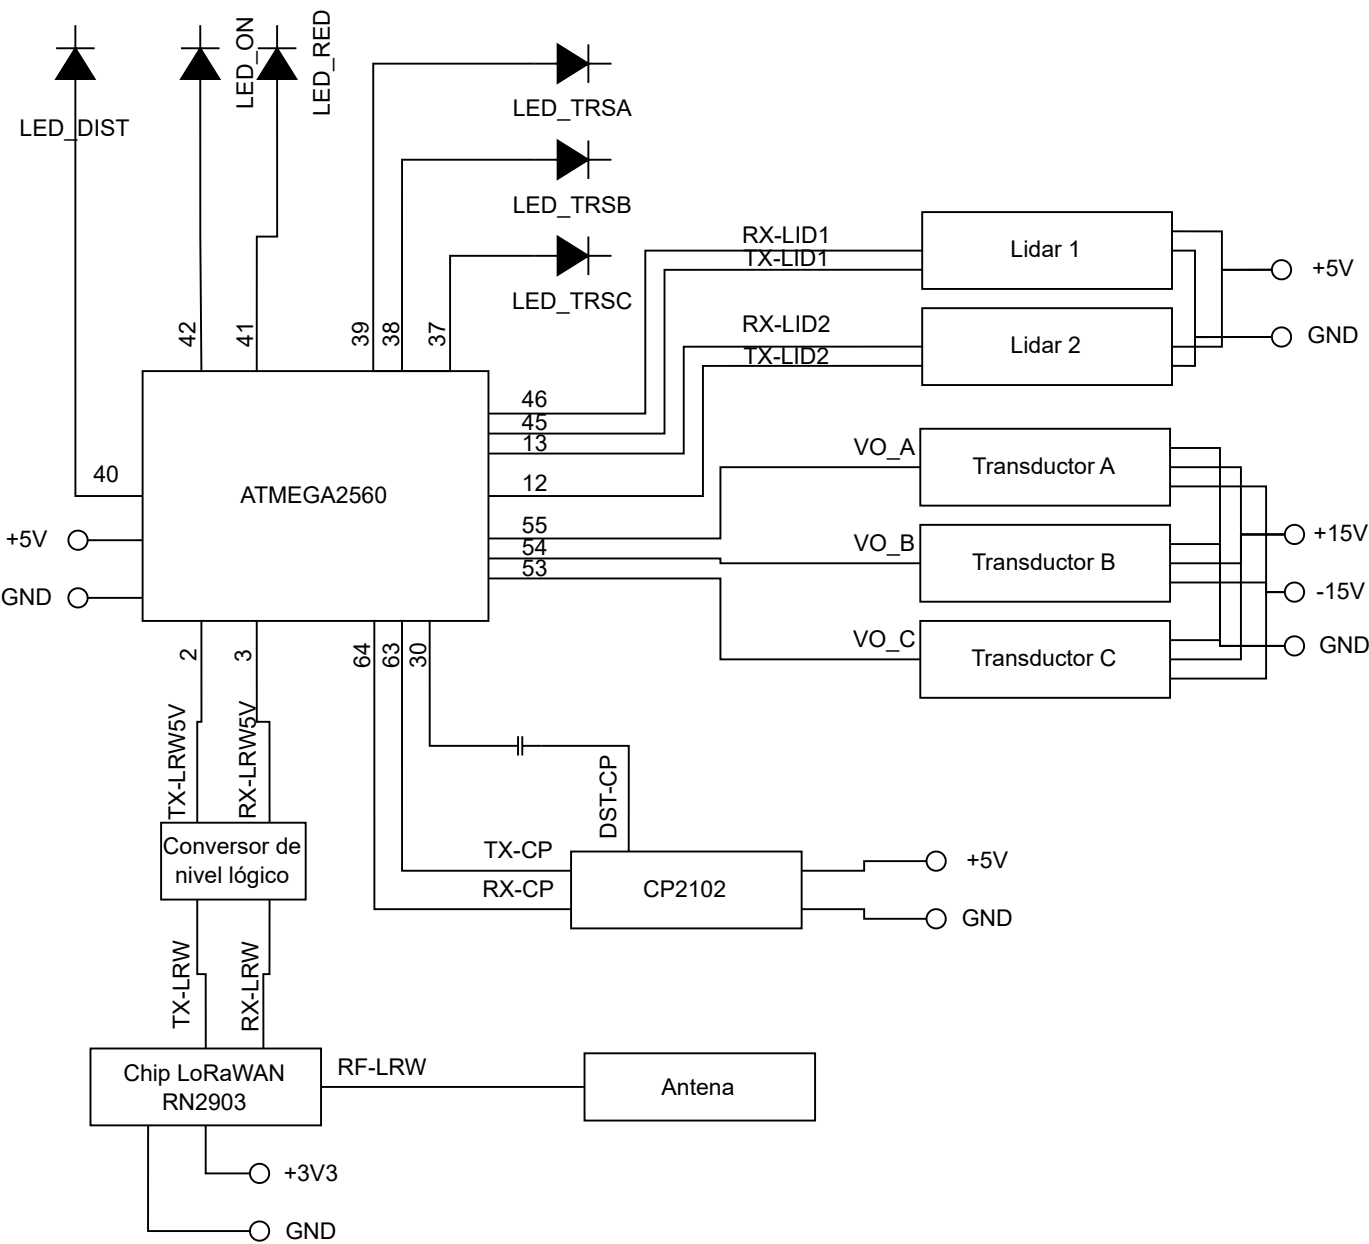 LED_ON
LED_RED
LED_DIST
LED_TRSA
LED_TRSB
LED_TRSC
42
41
39
38
37
RX-LID1
TX-LID1
Lidar 1
+5V
RX-LID2
TX-LID2
Lidar 2
GND
46
45
13
12
55
54
53
40
ATMEGA2560
+5V
GND
VO_A
Transductor A
VO_B
Transductor B
VO_C
Transductor C
+15V
-15V
GND
2
3
64
63
30
TX-LRW5V
RX-LRW5V
DST-CP
Conversor de
nivel lógico
TX-CP
RX-CP
CP2102
+5V
GND
TX-LRW
RX-LRW
Chip LoRaWAN
RN2903
RF-LRW
Antena
+3V3
GND